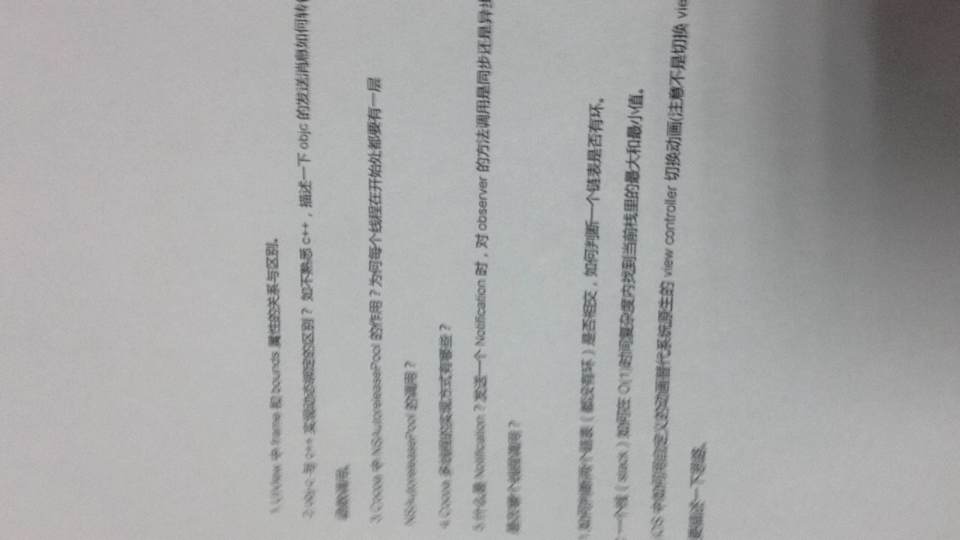 1.UIView 中 frame 和 bounds 属性的关系与区别。
2.objc 与 c++ 实现动态绑定的区别？ 如不熟悉 c++，描述一下 objc 的发送消息如何转
函数调用。
3.Cocoa 中 NSAutoreleasePool 的作用？为何每个线程在开始处都要有一层
NSAutoreleasePool 的调用？
4.Cocoa 多线程的实现方式有哪些？
5.什么是 Notification？发送一个 Notification 时，对 observer 的方法调用是同步还是异步
是在哪个线程调用？
1.如何判断两个链表（都没有环）是否相交，如何判断一个链表是否有环。
一个栈（stack）如何在 O(1)时间复杂度内找到当前栈里的最大和最小值。
iOS 中如何用自定义的动画替代系统原生的 view controller 切换动画(注意不是切换 vie
要描述一下思路。